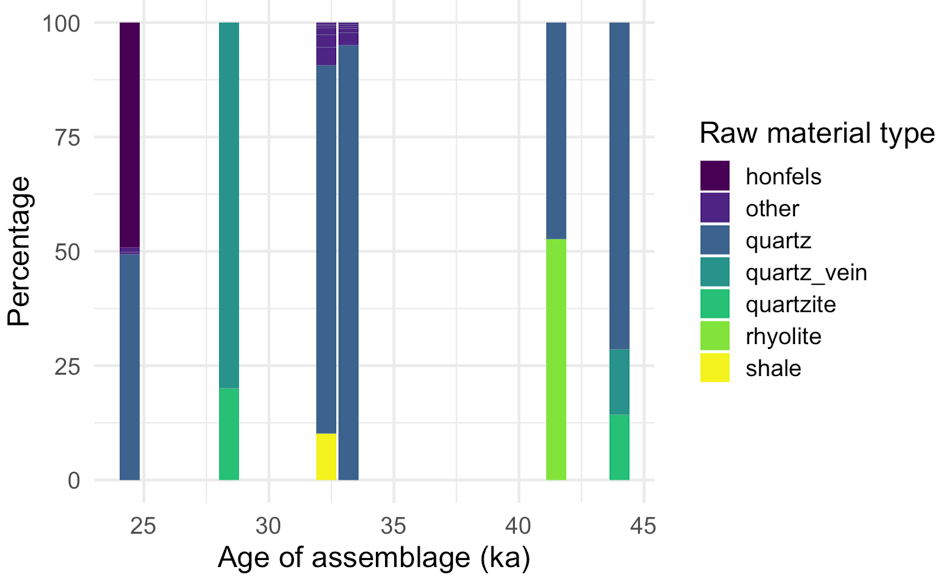 100
75
50
25
0
Percentage
25 30 35 40 45
Age of assemblage (ka)
Raw material type
honfels
other
quartz
quartz_vein
quartzite
rhyolite
shale